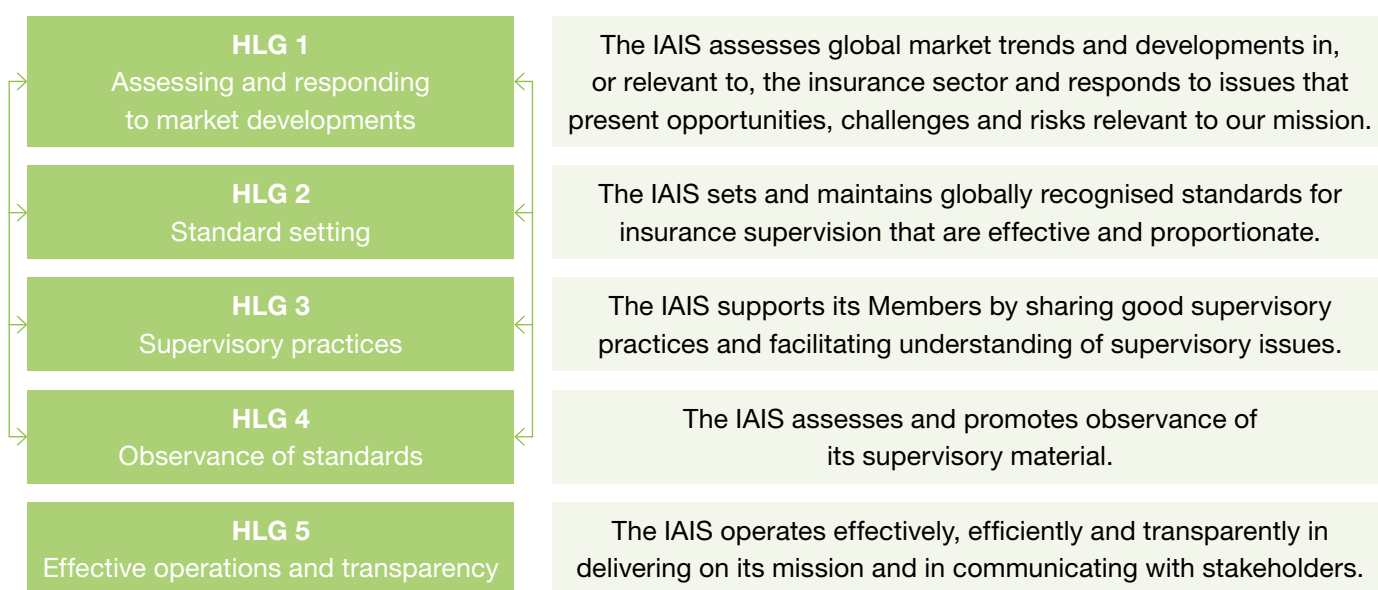 HLG 1
Assessing and responding
to market developments
The IAIS assesses global market trends and developments in,
or relevant to, the insurance sector and responds to issues that
present opportunities, challenges and risks relevant to our mission.
HLG 2
Standard setting
The IAIS sets and maintains globally recognised standards for
insurance supervision that are effective and proportionate.
HLG 3
Supervisory practices
The IAIS supports its Members by sharing good supervisory
practices and facilitating understanding of supervisory issues.
HLG 4
Observance of standards
The IAIS assesses and promotes observance of
its supervisory material.
HLG 5
Effective operations and transparency
The IAIS operates effectively, efficiently and transparently in
delivering on its mission and in communicating with stakeholders.